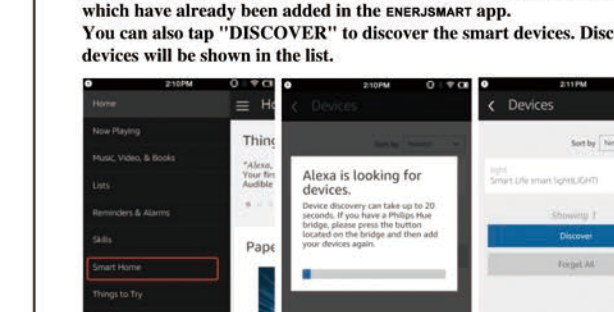 which have already been added in the ENERJSMART app.
You can also tap "DISCOVER" to discover the smart devices. Disc
devices will be shown in the list.
2:10PM
Home
Now Playing
Music, Video, & Books
Lists
Reminders & Alarms
Skills
Smart Home
Things to Try
Ho
Thing
"Alexa,
Your firs
Audible
Pape
2:10PM
Devices
Alexa is looking for
devices.
Device discovery can take up to 20
seconds. If you have a Philips Hue
bridge, please press the button
located on the bridge and then add
your devices again.
2:11PM
Devices
Sort by
light
Smart Life smart light(LIGHT)
Showing 1
Discover
Forget All